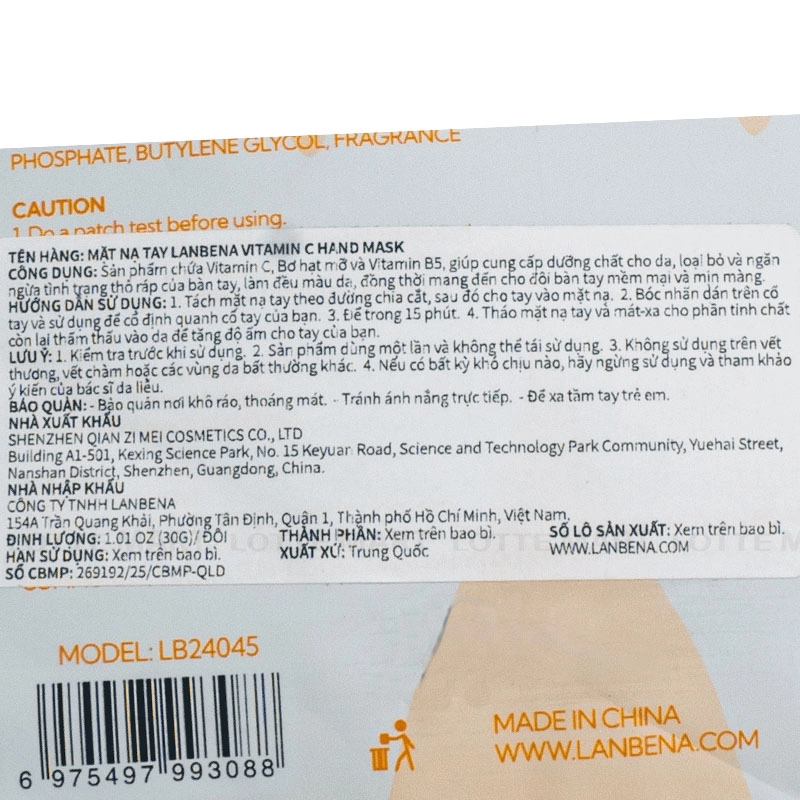 PHOSPHATE, BUTYLENE GLYCOL, FRAGRANCE
CAUTION
1. Do a patch test before using.
TÊN HÀNG: MẶT NẠ TAY LANBENA VITAMIN C HAND MASK
CÔNG DỤNG: Sản phẩm chứa Vitamin C, Bơ hạt mỡ và Vitamin B5, giúp cung cấp dưỡng chất cho da, loại bỏ và ngăn
ngừa tình trạng thô ráp của bàn tay, làm đều màu da, đồng thời mang đến cho đôi bàn tay mềm mại và mịn màng.
HƯỚNG DẪN SỬ DỤNG: 1. Tách mặt nạ tay theo đường chia cắt, sau đó cho tay vào mặt nạ. 2. Bóc nhãn dán trên cổ
tay và sử dụng để cố định quanh cổ tay của bạn. 3. Để trong 15 phút. 4. Tháo mặt nạ tay và mát-xa cho phần tinh chất
còn lại thẩm thấu vào da để tăng độ ẩm cho tay của bạn.
LƯU Ý: 1. Kiểm tra trước khi sử dụng. 2. Sản phẩm dùng một lần và không thể tái sử dụng. 3. Không sử dụng trên vết
thương, vết chàm hoặc các vùng da bất thường khác. 4. Nếu có bất kỳ khó chịu nào, hãy ngừng sử dụng và tham khảo
ý kiến của bác sĩ da liễu.
BẢO QUẢN: - Bảo quản nơi khô ráo, thoáng mát. - Tránh ánh nắng trực tiếp. - Để xa tầm tay trẻ em.
NHÀ XUẤT KHẨU
SHENZHEN QIAN ZI MEI COSMETICS CO., LTD
Building A1-501, Kexing Science Park, No. 15 Keyuan Road, Science and Technology Park Community, Yuehai Street,
Nanshan District, Shenzhen, Guangdong, China.
NHÀ NHẬP KHẨU
CÔNG TY TNHH LANBENA
154A Trần Quang Khải, Phường Tân Định, Quận 1, Thành phố Hồ Chí Minh, Việt Nam.
ĐỊNH LƯỢNG: 1.01 OZ (30G)/ ĐÔI THÀNH PHẦN: Xem trên bao bì. SỐ LÔ SẢN XUẤT: Xem trên bao bì.
HẠN SỬ DỤNG: Xem trên bao bì. XUẤT XỨ: Trung Quốc WWW.LANBENA.COM
SỐ CBMP: 269192/25/CBMP-QLD
MODEL: LB24045
6 975497 993088
MADE IN CHINA
WWW.LANBENA.COM